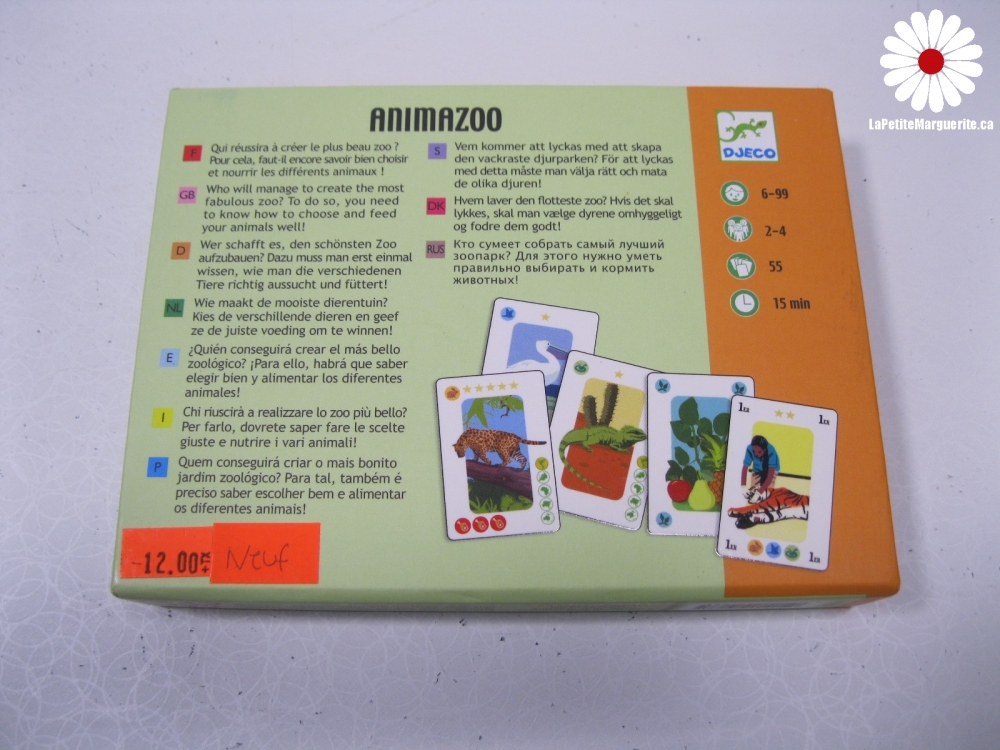 LaPetiteMarguerite.ca
ANIMAZOO
F
Qui réussira à créer le plus beau zoo ?
Pour cela, faut-il encore savoir bien choisir
et nourrir les différents animaux !
GB
Who will manage to create the most
fabulous zoo? To do so, you need
to know how to choose and feed
your animals well!
D
Wer schafft es, den schönsten Zoo
aufzubauen? Dazu muss man erst einmal
wissen, wie man die verschiedenen
Tiere richtig aussucht und füttert!
NL
Wie maakt de mooiste dierentuin?
Kies de verschillende dieren en geef
ze de juiste voeding om te winnen!
E
¿Quién conseguirá crear el más bello
zoológico? ¡Para ello, habrá que saber
elegir bien y alimentar los diferentes
animales!
I
Chi riuscirà a realizzare lo zoo più bello?
Per farlo, dovrete saper fare le scelte
giuste e nutrire i vari animali!
P
Quem conseguirá criar o mais bonito
jardim zoológico? Para tal, também é
preciso saber escolher bem e alimentar
os diferentes animais!
S
Vem kommer att lyckas med att skapa
den vackraste djurparken? För att lyckas
med detta måste man välja rätt och mata
de olika djuren!
DK
Hvem laver den flotteste zoo? Hvis det skal
lykkes, skal man vælge dyrene omhyggeligt
og fodre dem godt!
RUS
Кто сумеет собрать самый лучший
зоопарк? Для этого нужно уметь
правильно выбирать и кормить
животных!
DJECO
6-99
2-4
55
15 min
1x
1x
1x
1x
-12.00
Neuf